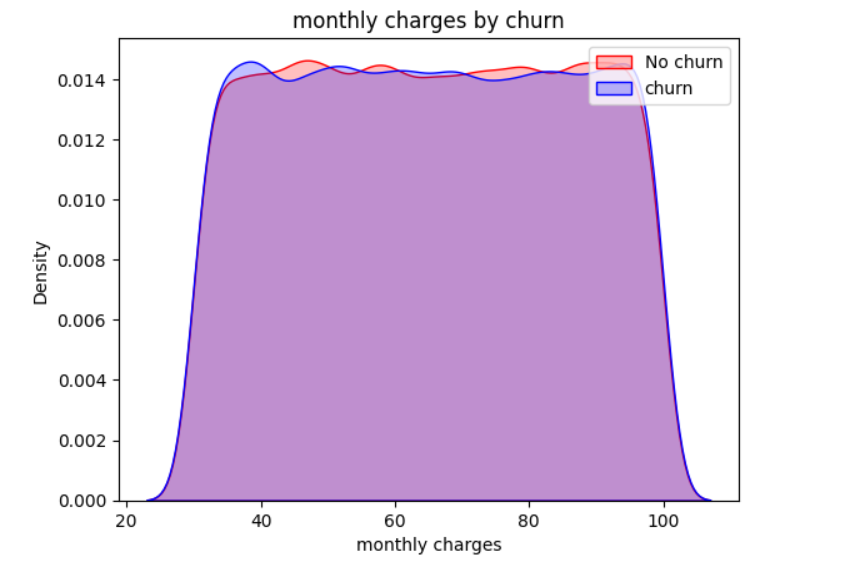 monthly charges by churn
No churn
churn
0.014
0.012
0.010
0.008
0.006
0.004
0.002
0.000
Density
20 40 60 80 100
monthly charges